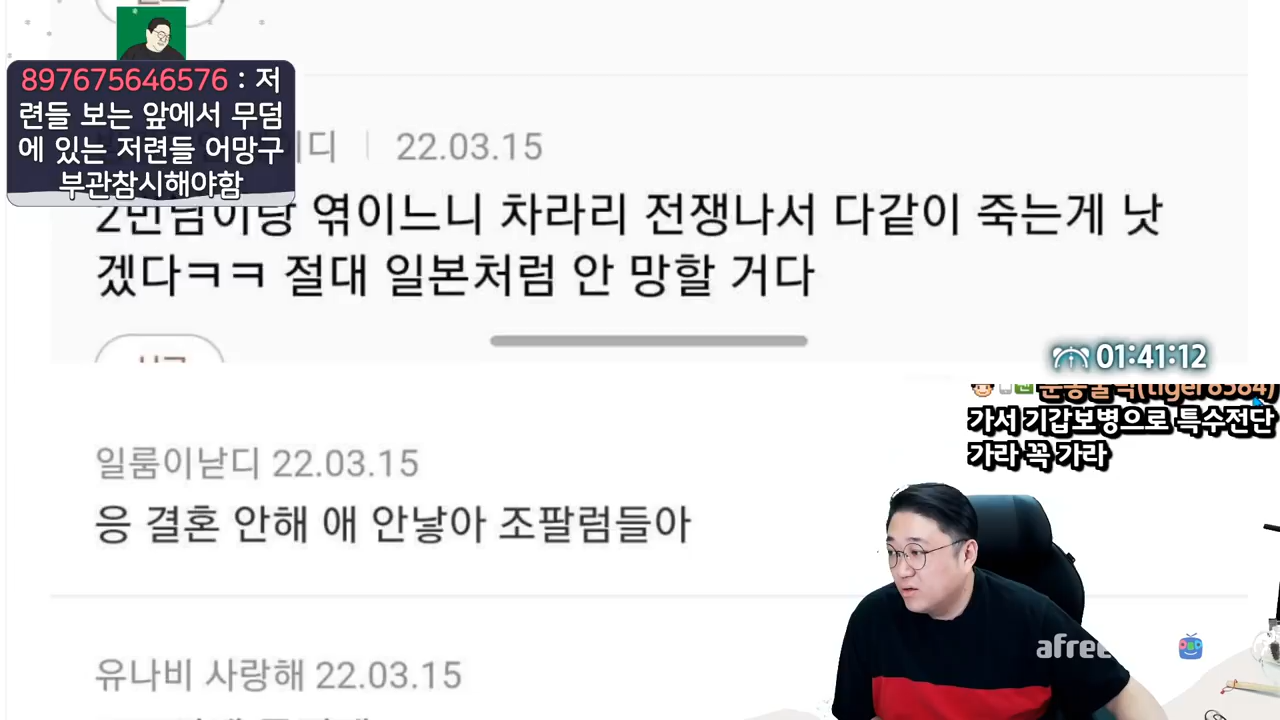 897675646576 : 저
련들 보는 앞에서 무덤
에 있는 저련들 어망구
부관참시해야함
디 | 22.03.15
2번남이랑 엮이느니 차라리 전쟁나서 다같이 죽는게 낫
겠다ㅋㅋ 절대 일본처럼 안 망할 거다
01:41:12
가서 기갑보병으로 특수전단
가라 꼭 가라
일룸이낟디 22.03.15
응 결혼 안해 애 안낳아 조팔럼들아
유나비 사랑해 22.03.15
afree